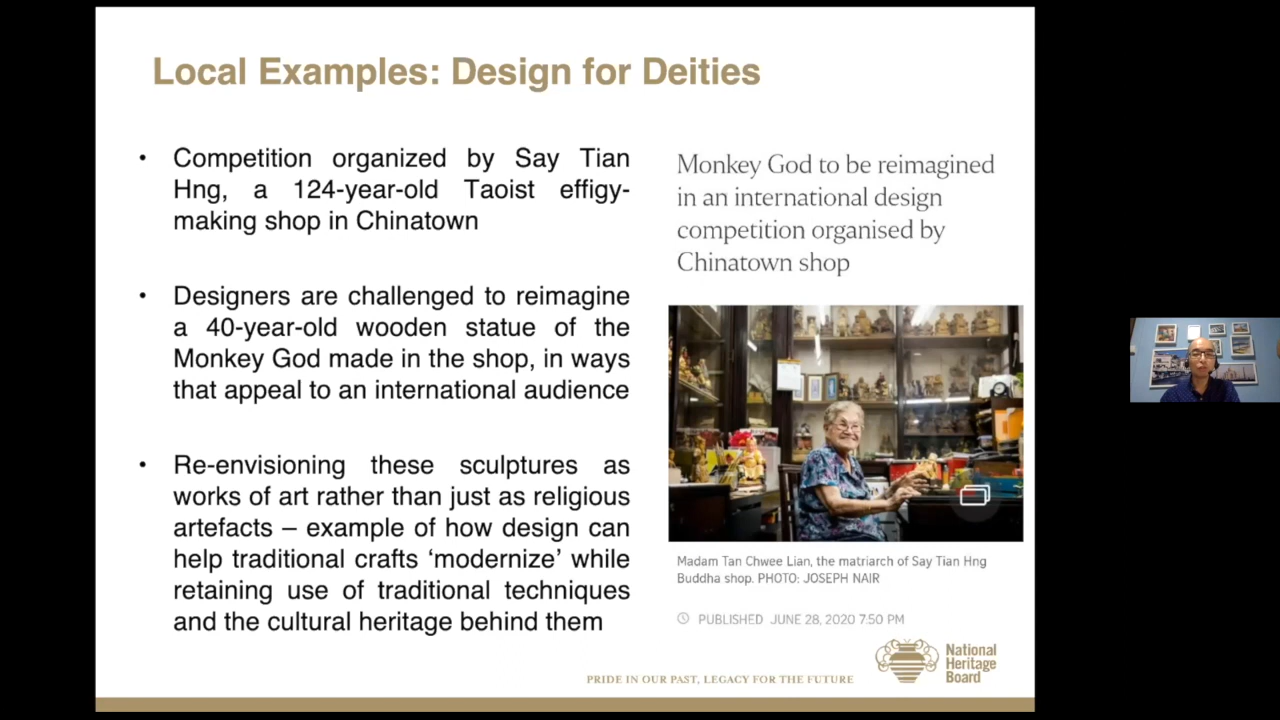 Local Examples: Design for Deities
• Competition organized by Say Tian
Hng, a 124-year-old Taoist effigy-
making shop in Chinatown
• Designers are challenged to reimagine
a 40-year-old wooden statue of the
Monkey God made in the shop, in ways
that appeal to an international audience
• Re-envisioning these sculptures as
works of art rather than just as religious
artefacts – example of how design can
help traditional crafts ‘modernize’ while
retaining use of traditional techniques
and the cultural heritage behind them
Monkey God to be reimagined
in an international design
competition organised by
Chinatown shop
Madam Tan Chwee Lian, the matriarch of Say Tian Hng
Buddha shop. PHOTO: JOSEPH NAIR
PUBLISHED JUNE 28, 2020 7:50 PM
PRIDE IN OUR PAST, LEGACY FOR THE FUTURE
National
Heritage
Board